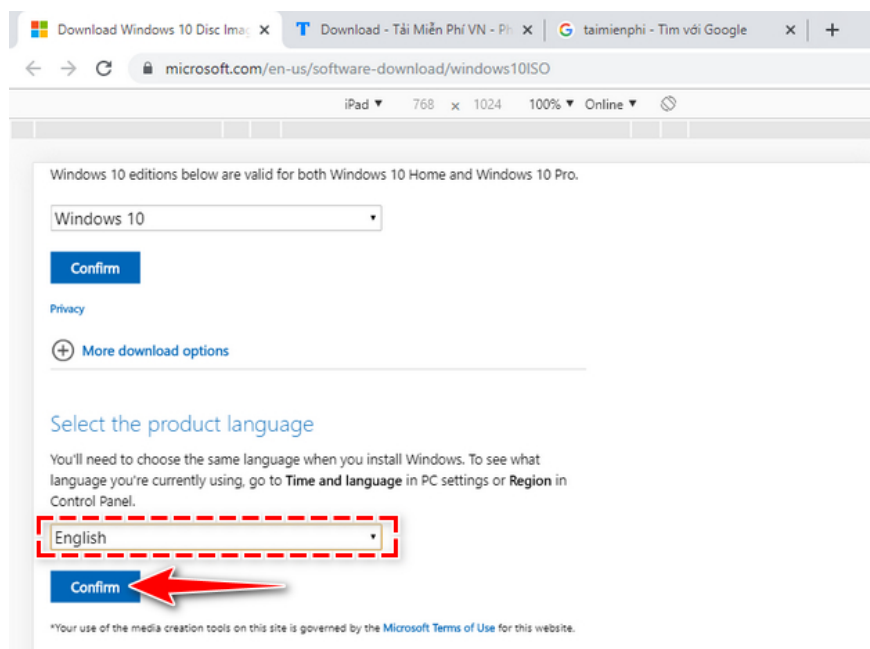 Download Windows 10 Disc Imag
Download - Tải Miễn Phí VN - Ph
taimienphi - Tìm với Google
microsoft.com/en-us/software-download/windows10ISO
iPad ▼ 768 x 1024 100% ▼ Online ▼
Windows 10 editions below are valid for both Windows 10 Home and Windows 10 Pro.
Windows 10
Confirm
Privacy
More download options
Select the product language
You'll need to choose the same language when you install Windows. To see what
language you're currently using, go to Time and language in PC settings or Region in
Control Panel.
English
Confirm
*Your use of the media creation tools on this site is governed by the Microsoft Terms of Use for this website.